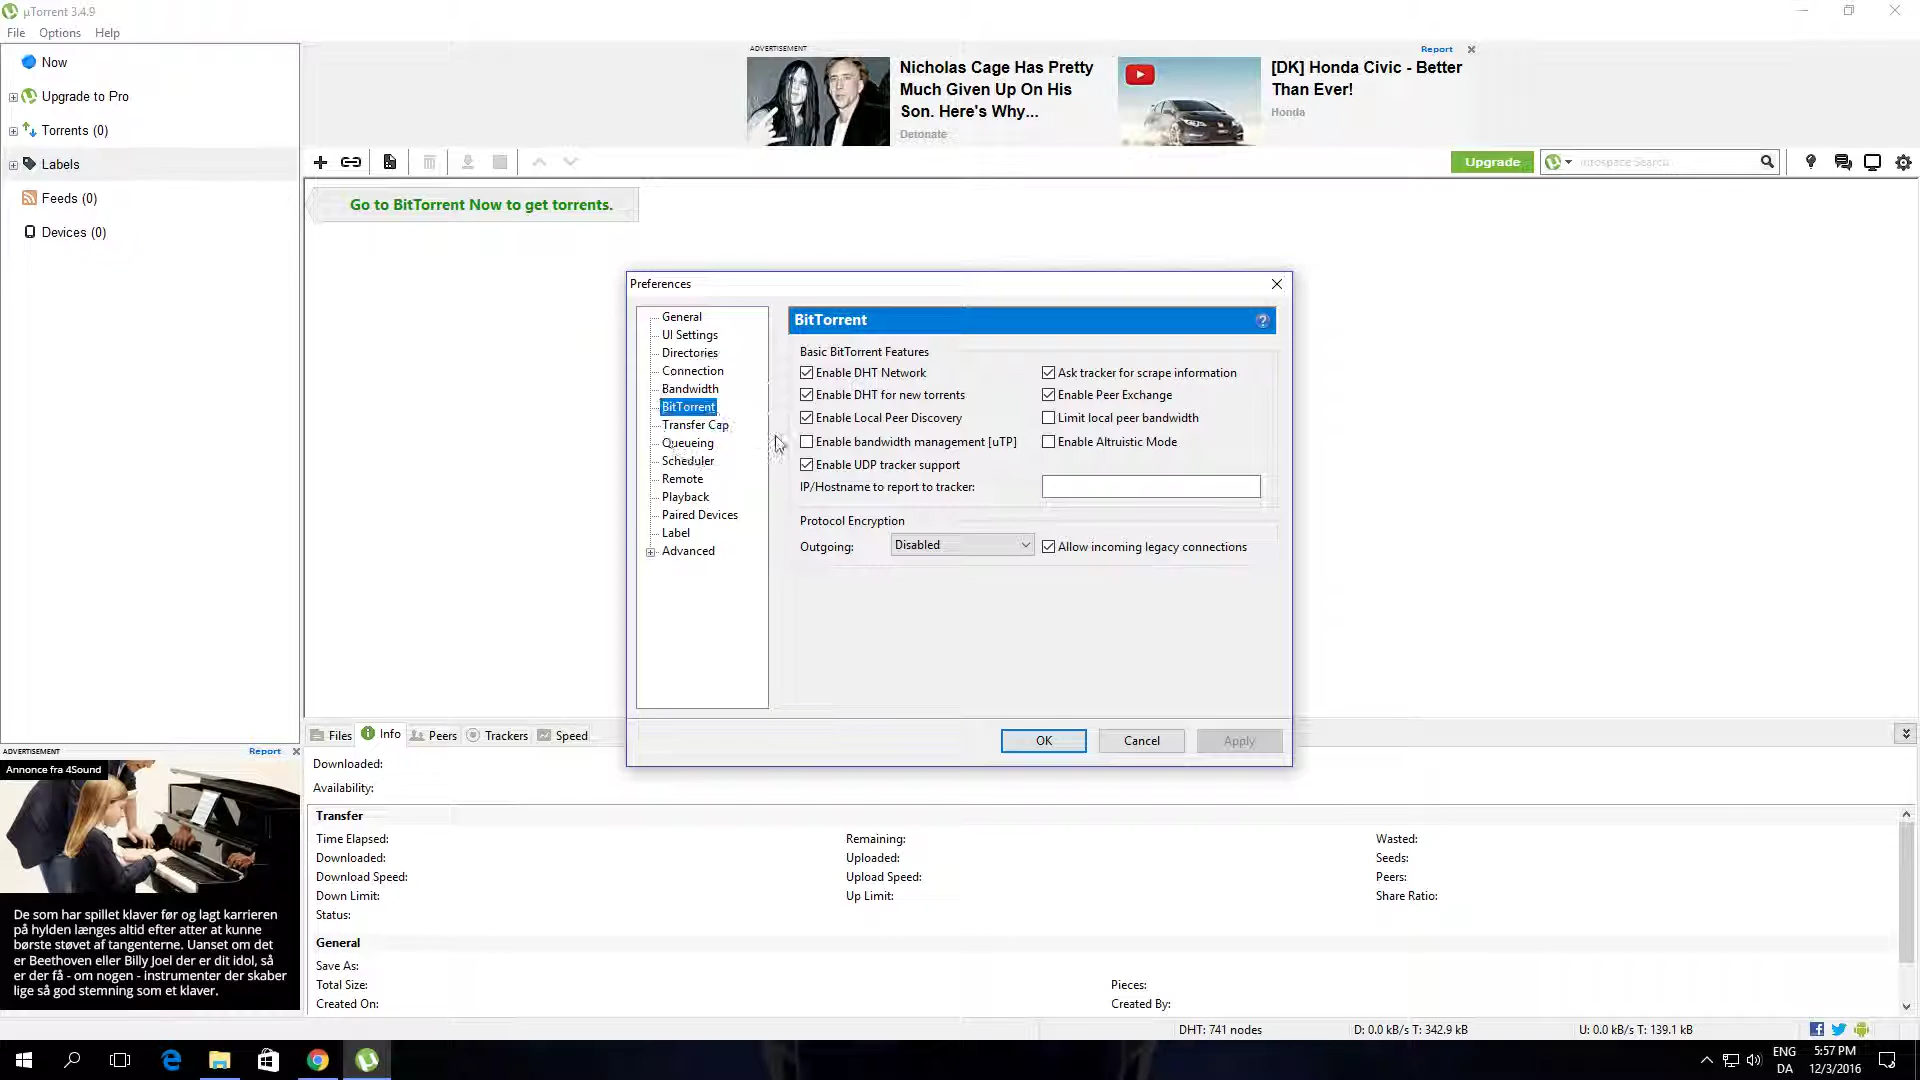 µTorrent 3.4.9
File Options Help
Now
Upgrade to Pro
Torrents (0)
Labels
Feeds (0)
Devices (0)
ADVERTISEMENT
Report
Nicholas Cage Has Pretty
Much Given Up On His
Son. Here's Why...
Detonate
[DK] Honda Civic - Better
Than Ever!
Honda
Upgrade
Infospace Search
Go to BitTorrent Now to get torrents.
Preferences
General
UI Settings
Directories
Connection
Bandwidth
BitTorrent
Transfer Cap
Queueing
Scheduler
Remote
Playback
Paired Devices
Label
Advanced
BitTorrent
Basic BitTorrent Features
Enable DHT Network
Ask tracker for scrape information
Enable DHT for new torrents
Enable Peer Exchange
Enable Local Peer Discovery
Limit local peer bandwidth
Enable bandwidth management [uTP]
Enable Altruistic Mode
Enable UDP tracker support
IP/Hostname to report to tracker:
Protocol Encryption
Outgoing:
Disabled
Allow incoming legacy connections
OK
Cancel
Apply
Files Info Peers Trackers Speed
Downloaded:
Availability:
Transfer
Time Elapsed: Remaining: Wasted:
Downloaded: Uploaded: Seeds:
Download Speed: Upload Speed: Peers:
Down Limit: Up Limit: Share Ratio:
Status:
General
Save As:
Total Size: Pieces:
Created On: Created By:
ADVERTISEMENT
Report
Annonce fra 4Sound
De som har spillet klaver før og lagt karrieren
på hylden længes altid efter atter at kunne
børste støvet af tangenterne. Uanset om det
er Beethoven eller Billy Joel der er dit idol, så
er der få - om nogen - instrumenter der skaber
lige så god stemning som et klaver.
DHT: 741 nodes
D: 0.0 kB/s T: 342.9 kB
U: 0.0 kB/s T: 139.1 kB
ENG
DA
5:57 PM
12/3/2016